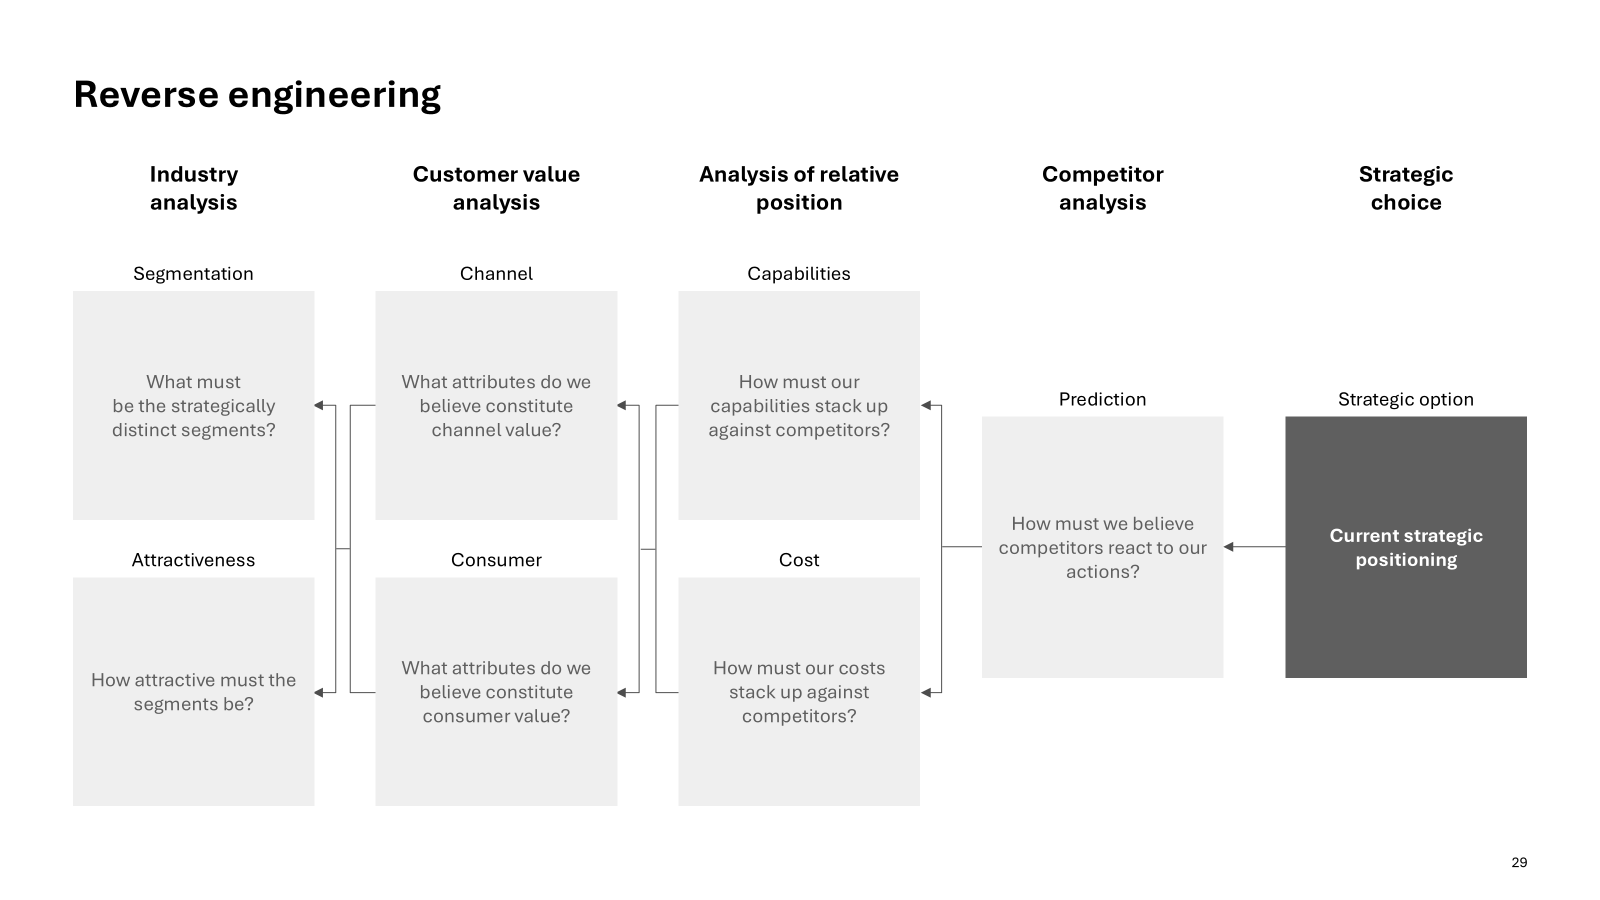 Reverse engineering
Industry
analysis
Customer value
analysis
Analysis of relative
position
Competitor
analysis
Strategic
choice
Segmentation
What must
be the strategically
distinct segments?
Attractiveness
How attractive must the
segments be?
Channel
What attributes do we
believe constitute
channel value?
Consumer
What attributes do we
believe constitute
consumer value?
Capabilities
How must our
capabilities stack up
against competitors?
Cost
How must our costs
stack up against
competitors?
Prediction
How must we believe
competitors react to our
actions?
Strategic option
Current strategic
positioning
29